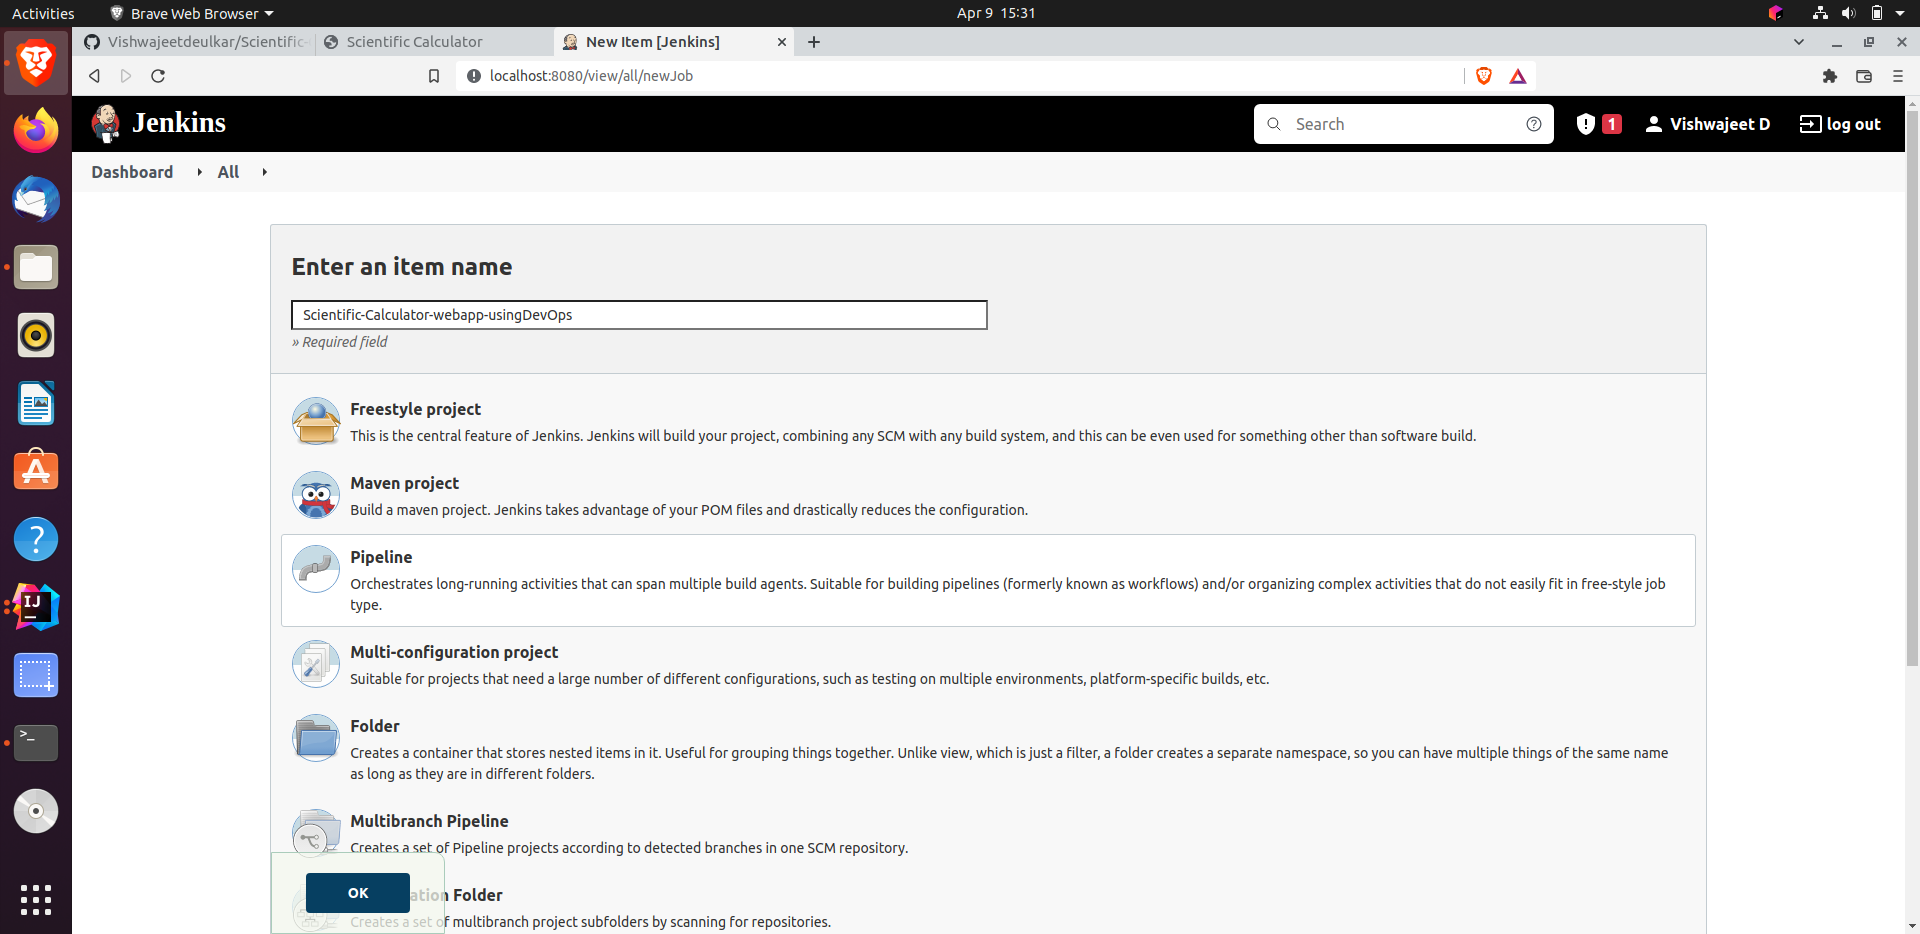 Activities
Brave Web Browser
Apr 9 15:31
Vishwajeetdeulkar/Scientific-
Scientific Calculator
New Item [Jenkins]
localhost:8080/view/all/newJob
Jenkins
Search
1
Vishwajeet D
log out
Dashboard
All
Enter an item name
Scientific-Calculator-webapp-usingDevOps
» Required field
Freestyle project
This is the central feature of Jenkins. Jenkins will build your project, combining any SCM with any build system, and this can be even used for something other than software build.
Maven project
Build a maven project. Jenkins takes advantage of your POM files and drastically reduces the configuration.
Pipeline
Orchestrates long-running activities that can span multiple build agents. Suitable for building pipelines (formerly known as workflows) and/or organizing complex activities that do not easily fit in free-style job
type.
Multi-configuration project
Suitable for projects that need a large number of different configurations, such as testing on multiple environments, platform-specific builds, etc.
Folder
Creates a container that stores nested items in it. Useful for grouping things together. Unlike view, which is just a filter, a folder creates a separate namespace, so you can have multiple things of the same name
as long as they are in different folders.
Multibranch Pipeline
Creates a set of Pipeline projects according to detected branches in one SCM repository.
OK
Folder
Creates a set of multibranch project subfolders by scanning for repositories.
IJ